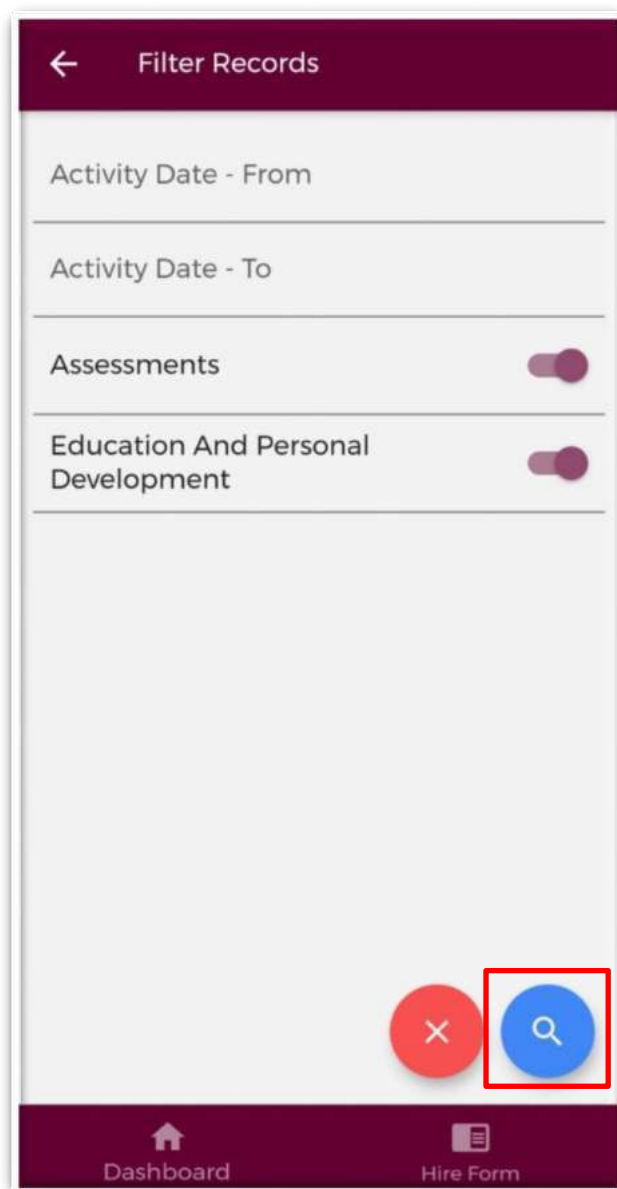 Filter Records
Activity Date - From
Activity Date - To
Assessments
Education And Personal
Development
Dashboard
Hire Form